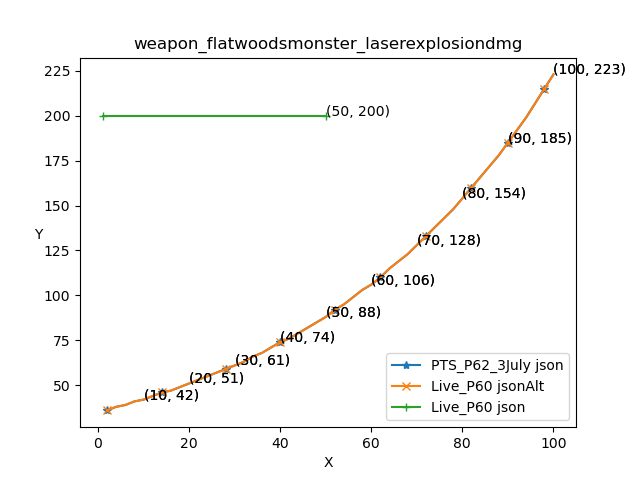 weapon_flatwoodsmonster_laserexplosiondmg
(100, 223)
225
(50, 200)
200
(90, 185)
175
(80, 154)
150
(70, 128)
Y
125
(60, 106)
100
(50, 88)
(40, 74)
75
(30, 61)
(20, 51)
(10, 42)
50
PTS_P62_3July json
Live_P60 jsonAlt
Live_P60 json
0 20 40 60 80 100
X